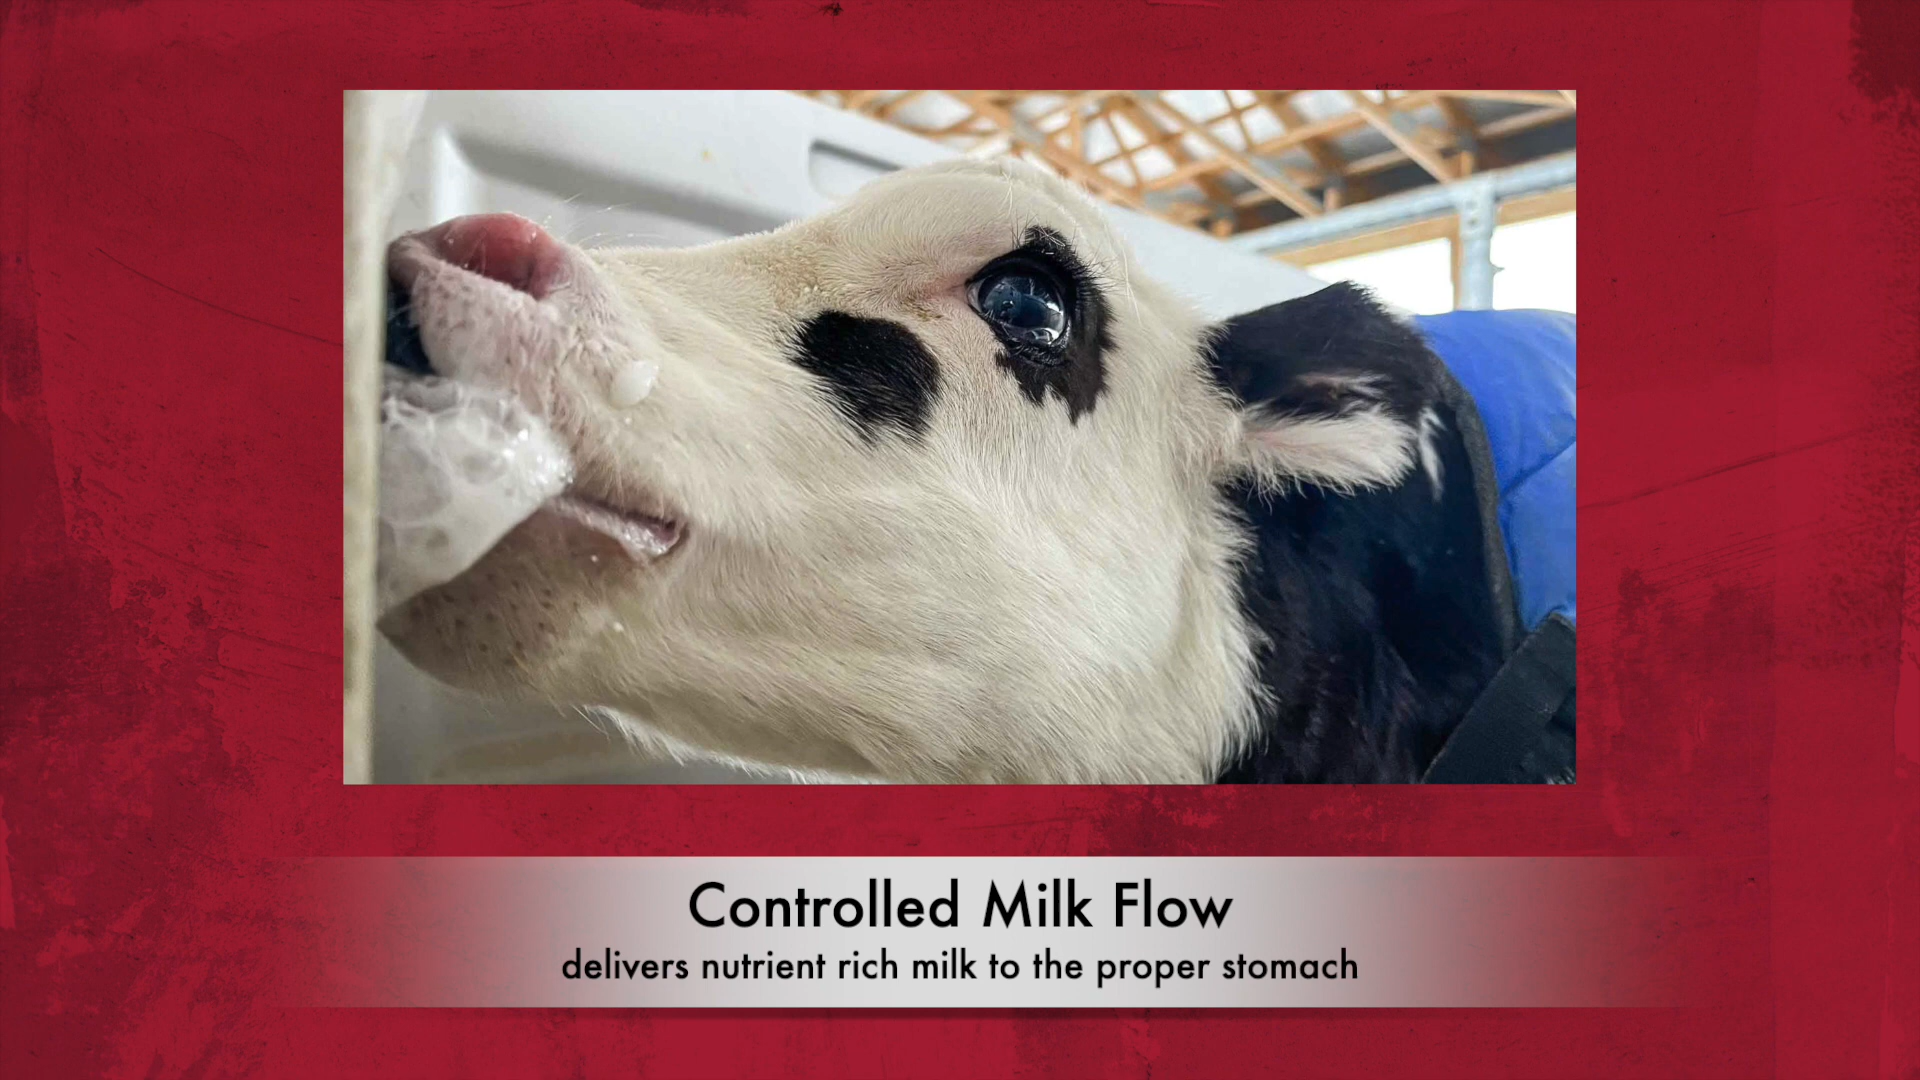 Controlled Milk Flow
delivers nutrient rich milk to the proper stomach